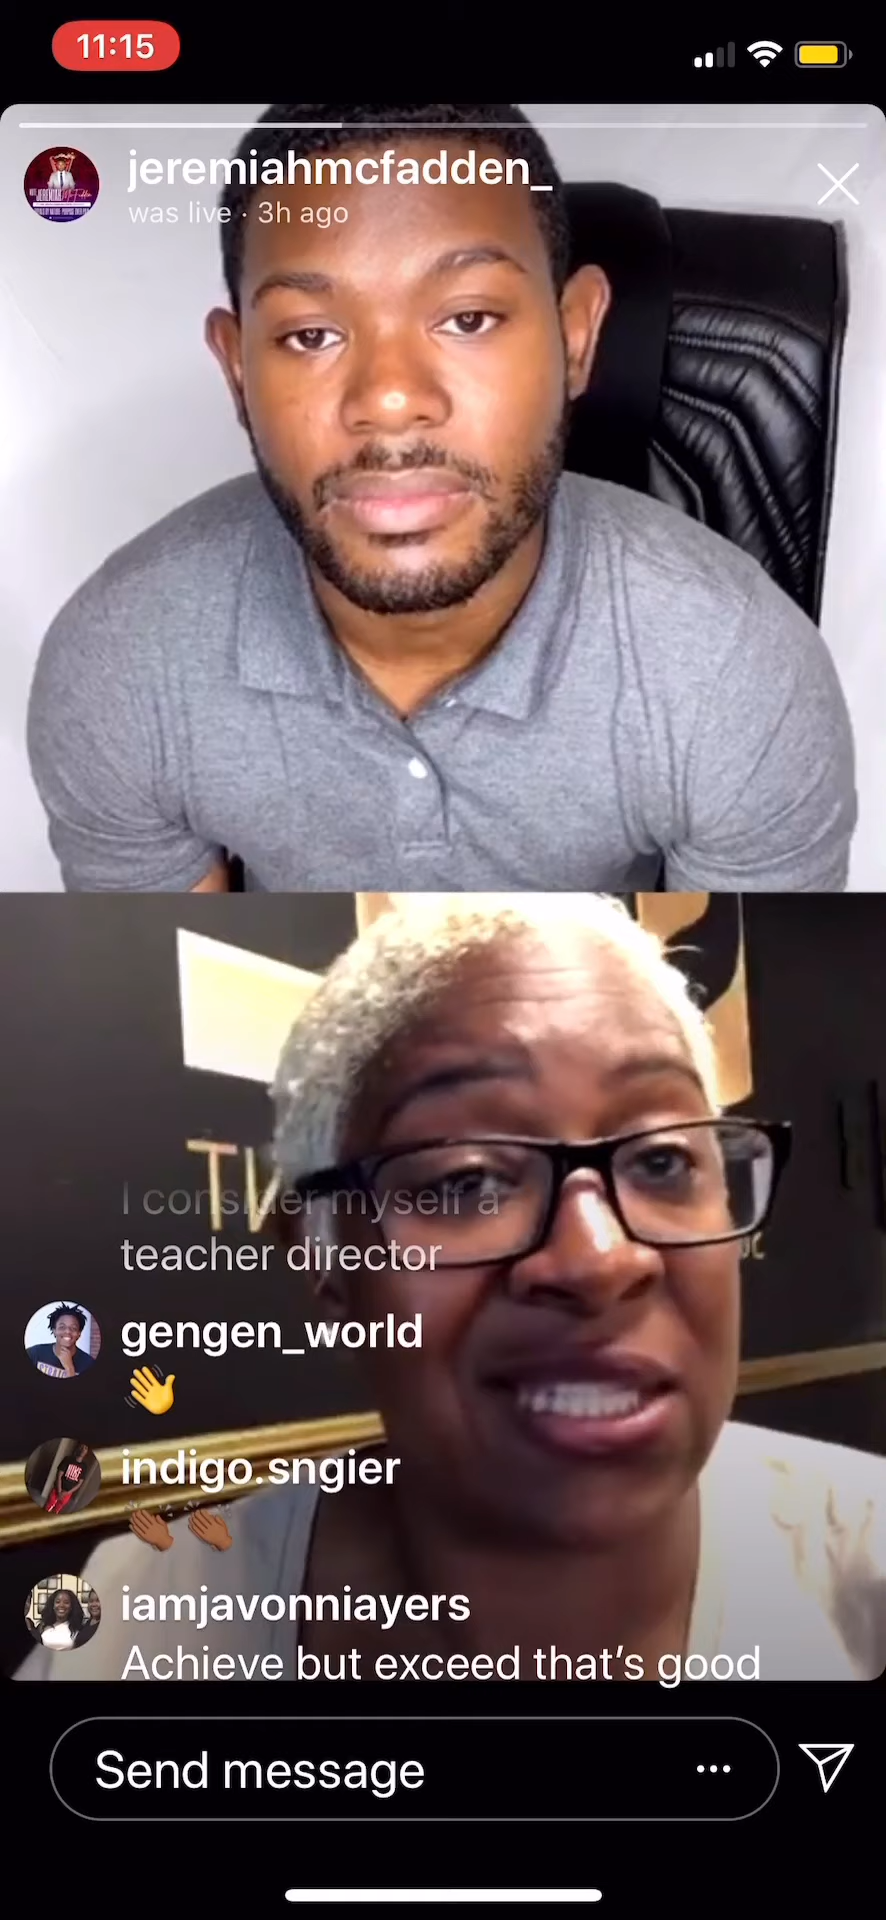 11:15
jeremiahmcfadden_
was live · 3h ago
I consider myself a
teacher director
gengen_world
👋
indigo.sngier
👏🏾👏🏾
iamjavonniayers
Achieve but exceed that's good
Send message